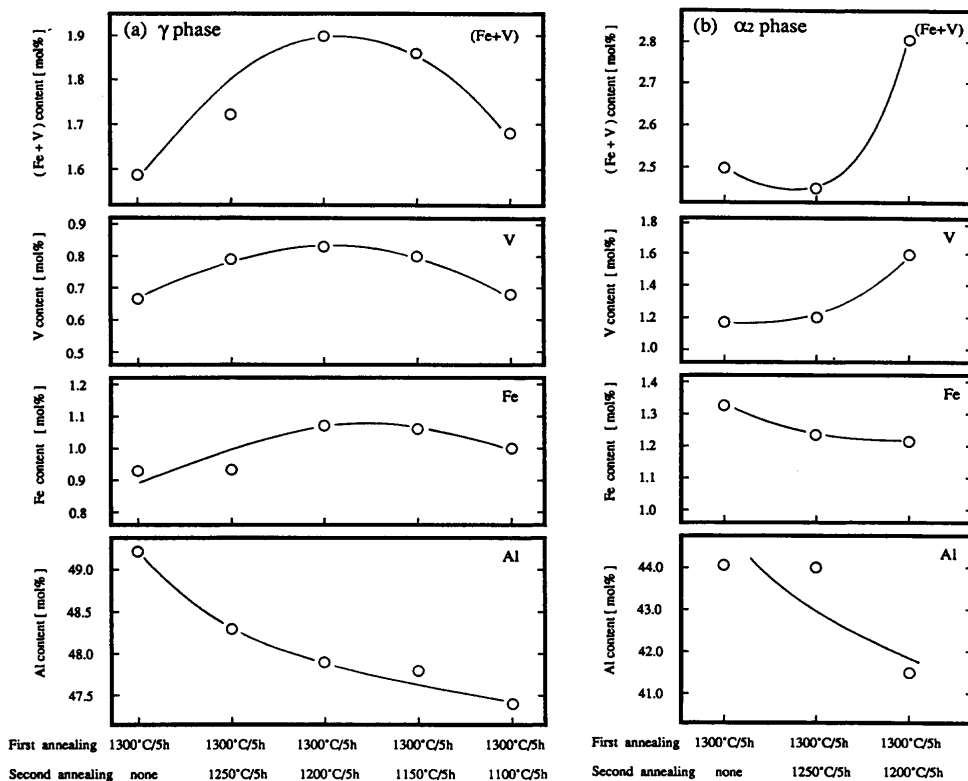 (a) γ phase
(Fe+V)
(Fe + V) content [ mol% ]
1.9
1.8
1.7
1.6
V
V content [ mol% ]
0.9
0.8
0.7
0.6
0.5
Fe
Fe content [ mol% ]
1.2
1.1
1.0
0.9
0.8
Al
Al content [ mol% ]
49.0
48.5
48.0
47.5
First annealing 1300°C/5h 1300°C/5h 1300°C/5h 1300°C/5h 1300°C/5h
Second annealing none 1250°C/5h 1200°C/5h 1150°C/5h 1100°C/5h
(b) α2 phase
(Fe+V)
(Fe + V) content [ mol% ]
2.8
2.7
2.6
2.5
V
V content [ mol% ]
1.8
1.6
1.4
1.2
1.0
Fe
Fe content [ mol% ]
1.4
1.3
1.2
1.1
1.0
Al
Al content [ mol% ]
44.0
43.0
42.0
41.0
First annealing 1300°C/5h 1300°C/5h 1300°C/5h
Second annealing none 1250°C/5h 1200°C/5h